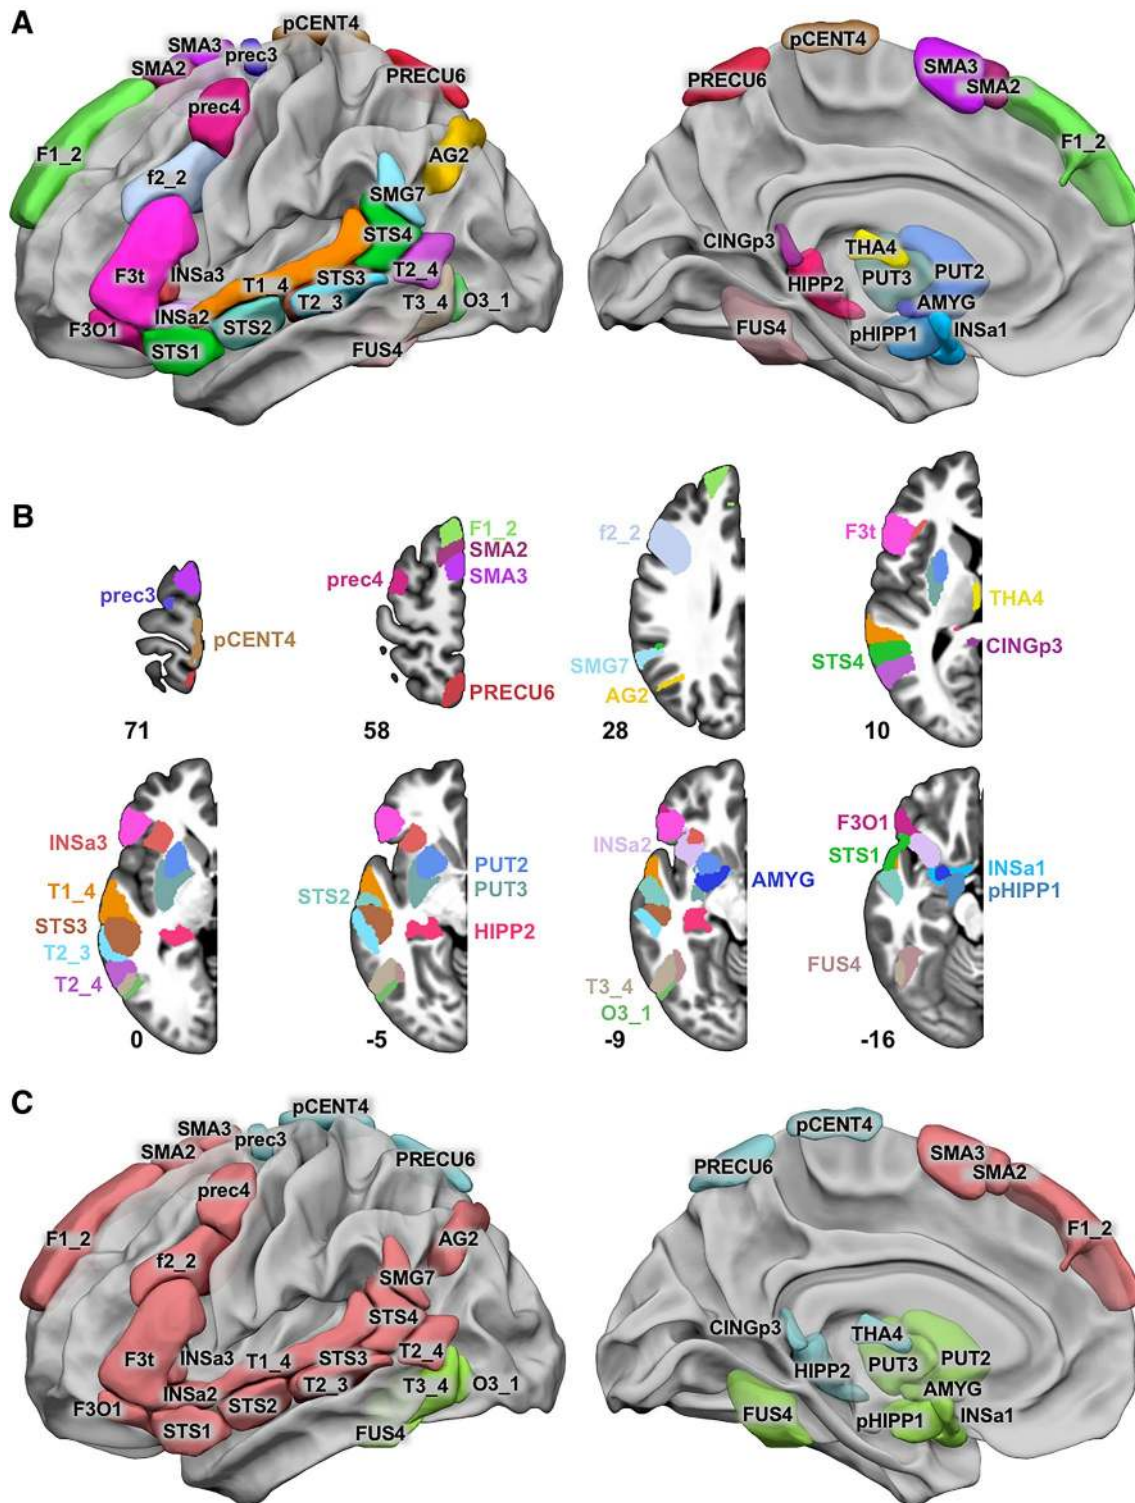 A
pCENT4
SMA3
prec3
SMA2
PRECU6
prec4
AG2
F1_2
f2_2
SMG7
STS4
F3t
INSa3
STS3
T2_4
T1_4
T2_3
T3_4
O3_1
INSa2
STS2
F3O1
STS1
FUS4
pCENT4
PRECU6
SMA3
SMA2
F1_2
CINGp3
THA4
PUT3
PUT2
HIPP2
AMYG
FUS4
pHIPP1
INSa1
B
prec3
pCENT4
71
F1_2
SMA2
prec4
SMA3
PRECU6
58
f2_2
SMG7
AG2
28
F3t
THA4
STS4
CINGp3
10
INSa3
T1_4
STS3
T2_3
T2_4
0
PUT2
STS2
PUT3
HIPP2
-5
INSa2
AMYG
T3_4
O3_1
-9
F3O1
STS1
INSa1
pHIPP1
FUS4
-16
C
pCENT4
SMA3
prec3
SMA2
PRECU6
prec4
AG2
F1_2
f2_2
SMG7
STS4
F3t
INSa3
T1_4
STS3
T2_4
T2_3
T3_4
O3_1
INSa2
STS2
F3O1
STS1
FUS4
pCENT4
PRECU6
SMA3
SMA2
F1_2
CINGp3
THA4
HIPP2
PUT3
PUT2
AMYG
FUS4
pHIPP1
INSa1